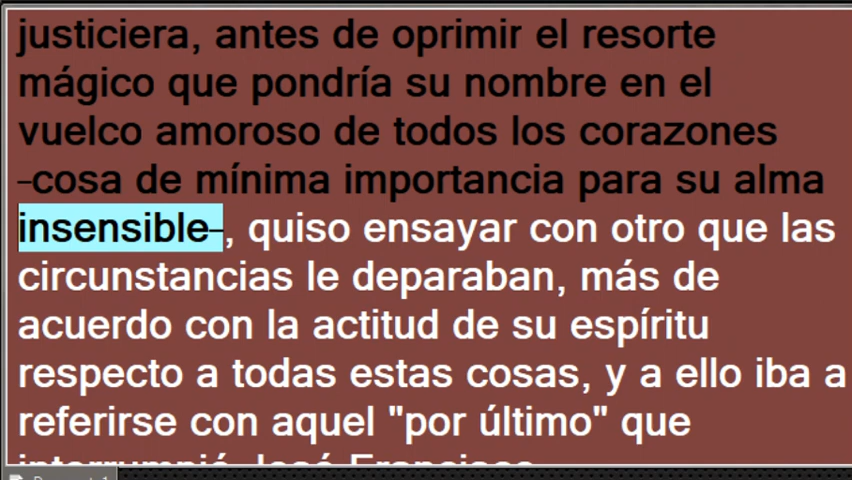 justiciera, antes de oprimir el resorte
mágico que pondría su nombre en el
vuelco amoroso de todos los corazones
-cosa de mínima importancia para su alma
insensible-, quiso ensayar con otro que las
circunstancias le deparaban, más de
acuerdo con la actitud de su espíritu
respecto a todas estas cosas, y a ello iba a
referirse con aquel "por último" que
interrumpió José Francisco